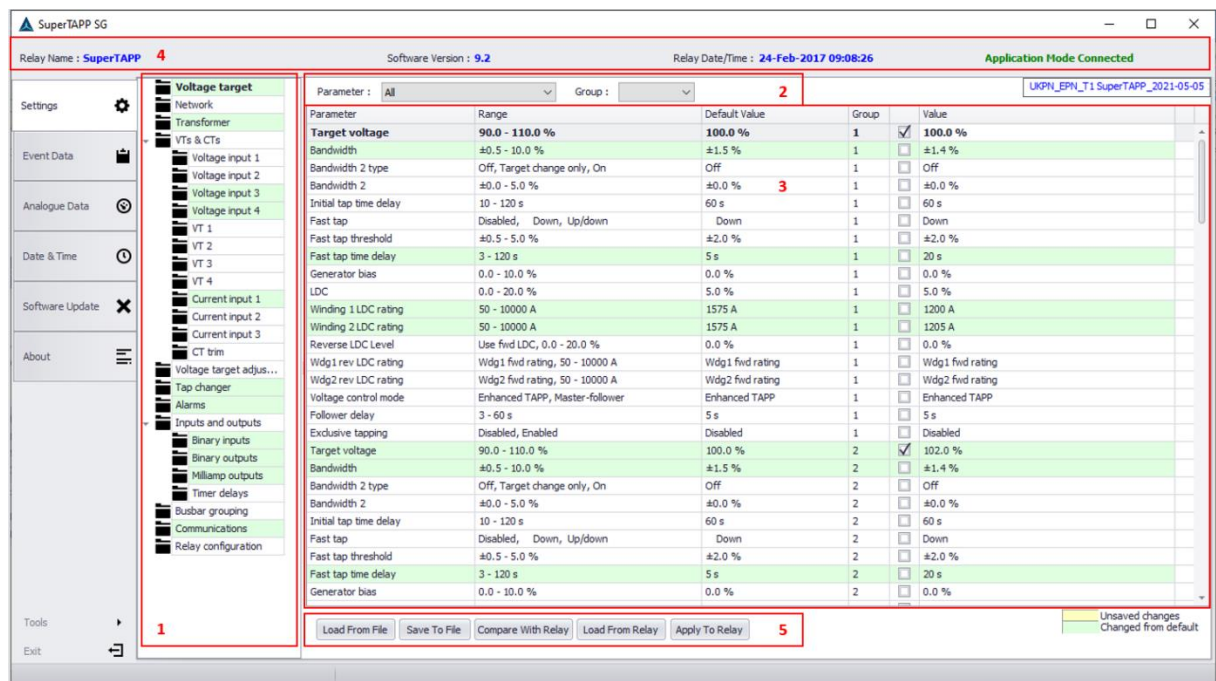 SuperTAPP SG
Relay Name : SuperTAPP 4 Software Version : 9.2 Relay Date/Time : 24-Feb-2017 09:08:26 Application Mode Connected
Settings
Event Data
Analogue Data
Date & Time
Software Update
About
Tools
Exit
Voltage target
Network
Transformer
VTs & CTs
Voltage input 1
Voltage input 2
Voltage input 3
Voltage input 4
VT 1
VT 2
VT 3
VT 4
Current input 1
Current input 2
Current input 3
CT trim
Voltage target adjus...
Tap changer
Alarms
Inputs and outputs
Binary inputs
Binary outputs
Milliamp outputs
Timer delays
Busbar grouping
Communications
Relay configuration
1
Parameter : All Group : 2
UKPN_EPN_T1 SuperTAPP_2021-05-05
Parameter Range Default Value Group Value
Target voltage 90.0 - 110.0 % 100.0 % 1 100.0 %
Bandwidth ±0.5 - 10.0 % ±1.5 % 1 ±1.4 %
Bandwidth 2 type Off, Target change only, On Off 1 Off
Bandwidth 2 ±0.0 - 5.0 % ±0.0 % 3 1 ±0.0 %
Initial tap time delay 10 - 120 s 60 s 1 60 s
Fast tap Disabled, Down, Up/down Down 1 Down
Fast tap threshold ±0.5 - 5.0 % ±2.0 % 1 ±2.0 %
Fast tap time delay 3 - 120 s 5 s 1 20 s
Generator bias 0.0 - 10.0 % 0.0 % 1 0.0 %
LDC 0.0 - 20.0 % 5.0 % 1 5.0 %
Winding 1 LDC rating 50 - 10000 A 1575 A 1 1200 A
Winding 2 LDC rating 50 - 10000 A 1575 A 1 1205 A
Reverse LDC Level Use fwd LDC, 0.0 - 20.0 % 0.0 % 1 0.0 %
Wdg1 rev LDC rating Wdg1 fwd rating, 50 - 10000 A Wdg1 fwd rating 1 Wdg1 fwd rating
Wdg2 rev LDC rating Wdg2 fwd rating, 50 - 10000 A Wdg2 fwd rating 1 Wdg2 fwd rating
Voltage control mode Enhanced TAPP, Master-follower Enhanced TAPP 1 Enhanced TAPP
Follower delay 3 - 60 s 5 s 1 5 s
Exclusive tapping Disabled, Enabled Disabled 1 Disabled
Target voltage 90.0 - 110.0 % 100.0 % 2 102.0 %
Bandwidth ±0.5 - 10.0 % ±1.5 % 2 ±1.4 %
Bandwidth 2 type Off, Target change only, On Off 2 Off
Bandwidth 2 ±0.0 - 5.0 % ±0.0 % 2 ±0.0 %
Initial tap time delay 10 - 120 s 60 s 2 60 s
Fast tap Disabled, Down, Up/down Down 2 Down
Fast tap threshold ±0.5 - 5.0 % ±2.0 % 2 ±2.0 %
Fast tap time delay 3 - 120 s 5 s 2 20 s
Generator bias 0.0 - 10.0 % 0.0 % 2 0.0 %
Load From File Save To File Compare With Relay Load From Relay Apply To Relay 5
Unsaved changes
Changed from default